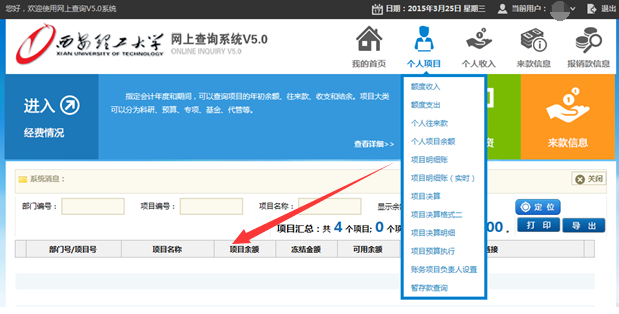 您好，欢迎使用网上查询V5.0系统
日期：2015年3月25日 星期三
当前用户：
退出
西安理工大学
XI'AN UNIVERSITY OF TECHNOLOGY
网上查询系统V5.0
ONLINE INQUIRY V5.0
我的首页
个人项目
个人收入
来款信息
报销款信息
进入
经费情况
指定会计年度和期间，可以查询项目的年初余额、往来款、收支和结余。项目大类
可以分为科研、预算、专项、基金、代管等。
查看详细>>
额度收入
额度支出
个人往来款
个人项目余额
项目明细账
项目明细账（实时）
项目决算
项目决算格式二
项目决算明细
项目预算执行
账务项目负责人设置
暂存款查询
资
来款信息
系统消息：
关闭
部门编号：
项目编号：
项目名称：
显示余
定 位
项目汇总：共 4 个项目; 0 个项
00.
打 印
导 出
部门号/项目号
项目名称
项目余额
冻结金额
可用余额
链接